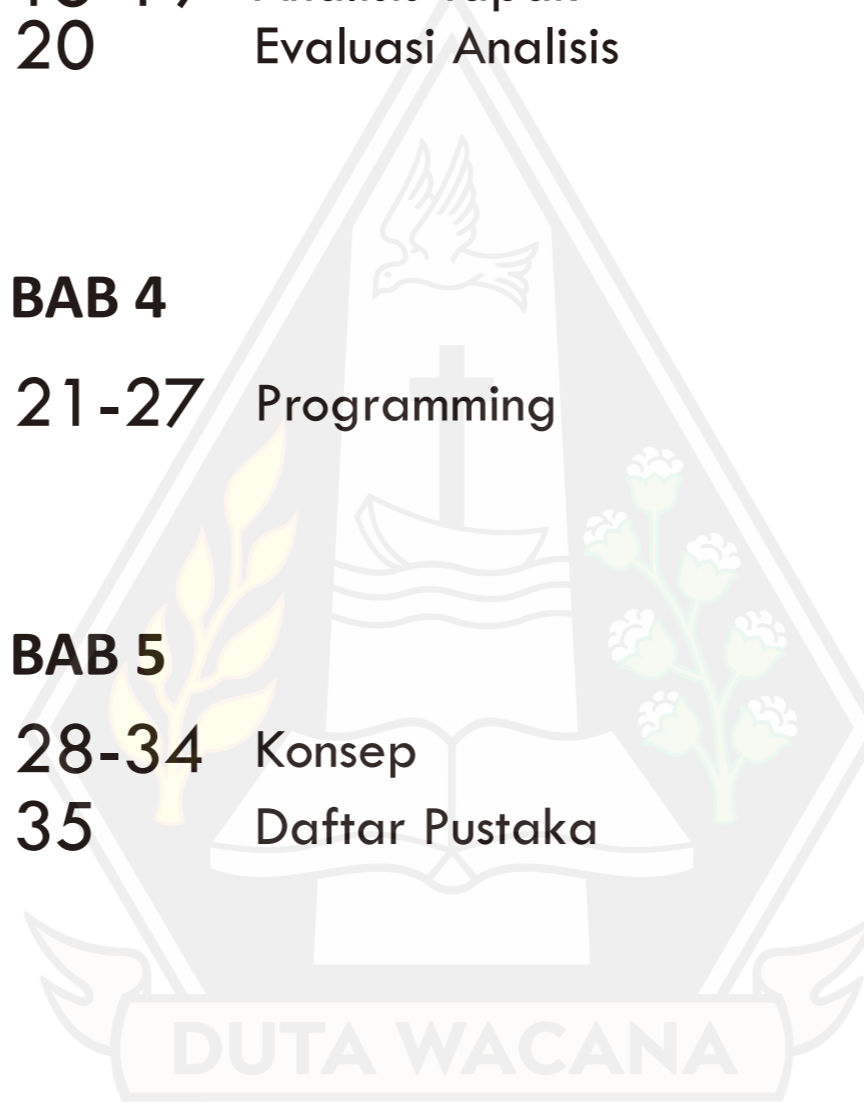 20 Evaluasi Analisis
BAB 4
21-27 Programming
BAB 5
28-34 Konsep
35 Daftar Pustaka
DUTA WACANA